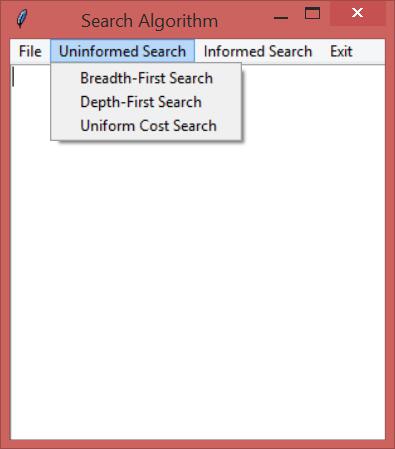 Search Algorithm
File Uninformed Search Informed Search Exit
Breadth-First Search
Depth-First Search
Uniform Cost Search